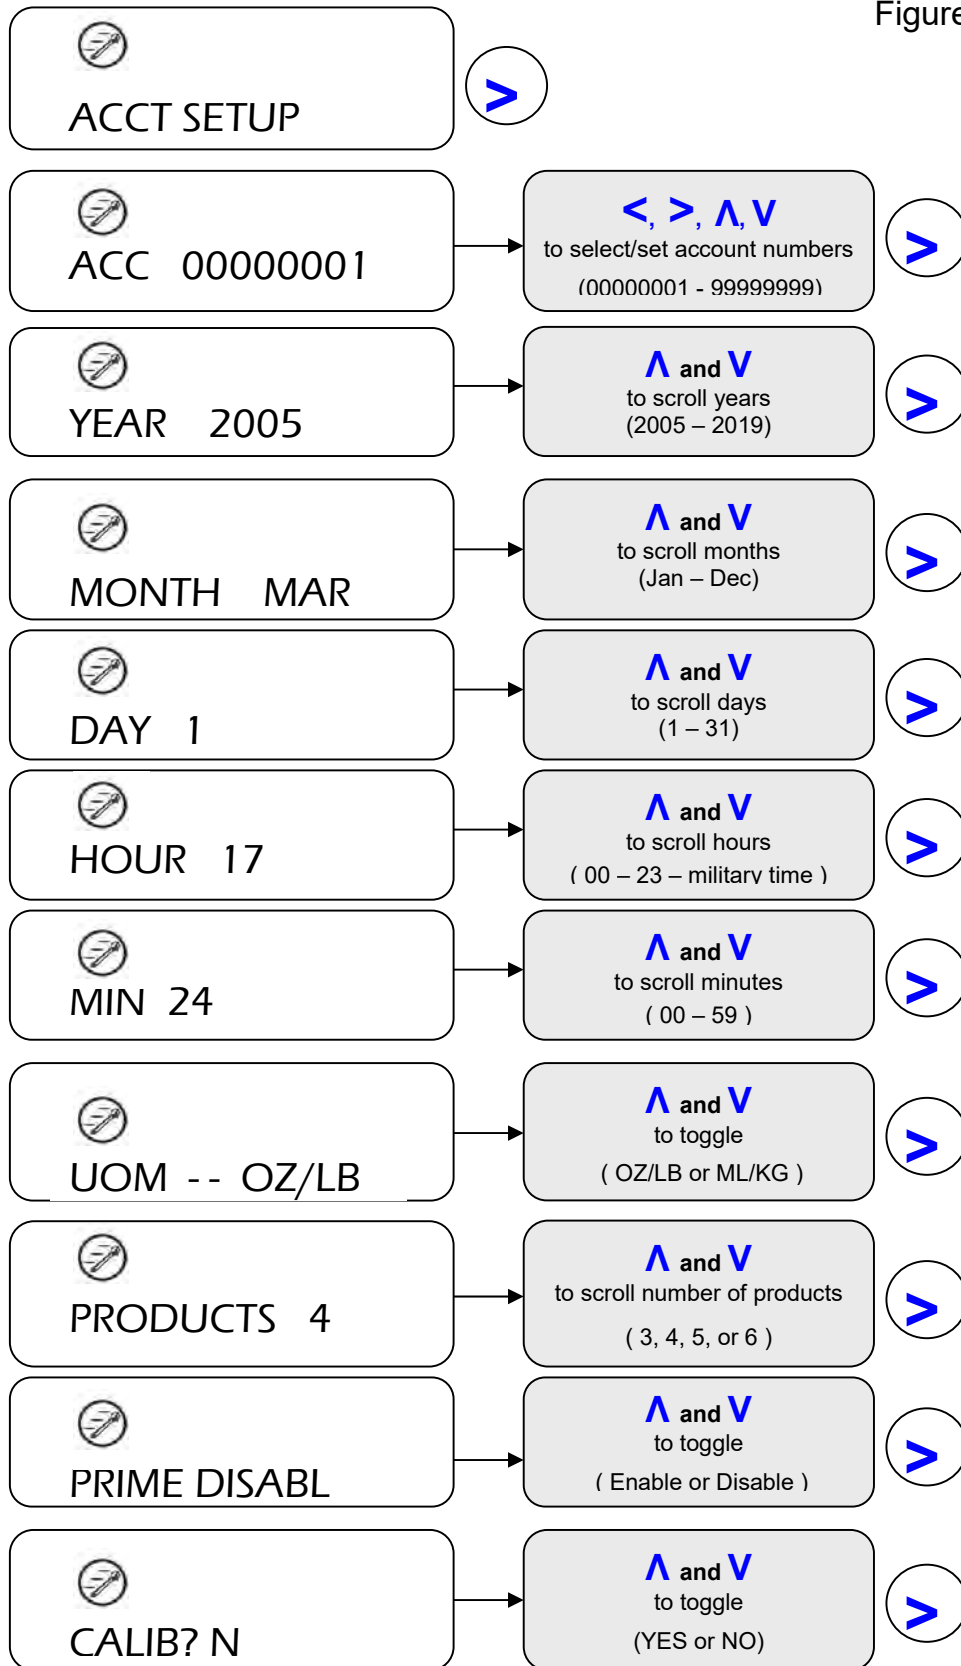 Figure
ACCT SETUP
>
ACC 00000001
<, >, Λ, V
to select/set account numbers
(00000001 - 99999999)
>
YEAR 2005
Λ and V
to scroll years
(2005 – 2019)
>
MONTH MAR
Λ and V
to scroll months
(Jan – Dec)
>
DAY 1
Λ and V
to scroll days
(1 – 31)
>
HOUR 17
Λ and V
to scroll hours
( 00 – 23 – military time )
>
MIN 24
Λ and V
to scroll minutes
( 00 – 59 )
>
UOM -- OZ/LB
Λ and V
to toggle
( OZ/LB or ML/KG )
>
PRODUCTS 4
Λ and V
to scroll number of products
( 3, 4, 5, or 6 )
>
PRIME DISABL
Λ and V
to toggle
( Enable or Disable )
>
CALIB? N
Λ and V
to toggle
(YES or NO)
>